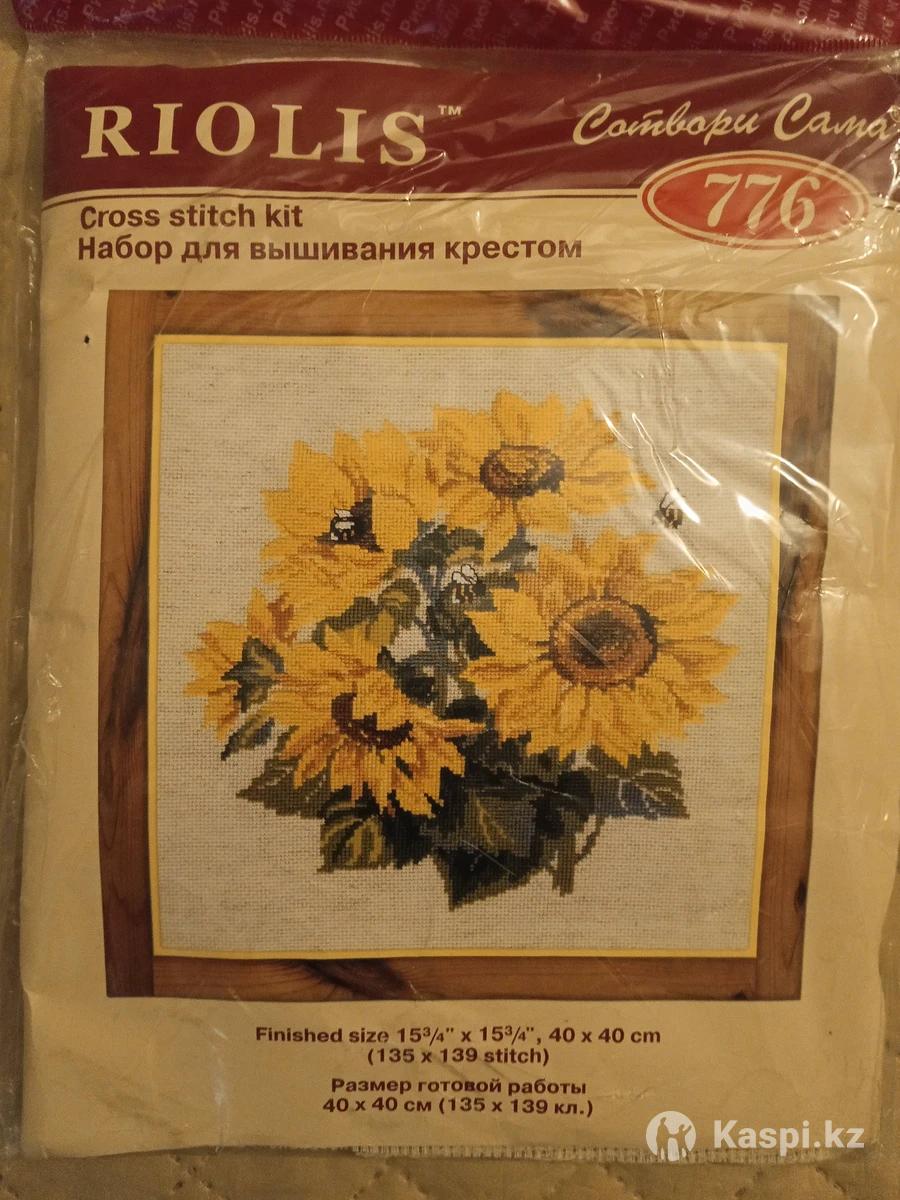 RIOLIS™
Сотвори Сама®
776
Cross stitch kit
Набор для вышивания крестом
Finished size 15¾" x 15¾", 40 x 40 cm
(135 x 139 stitch)
Размер готовой работы
40 x 40 см (135 x 139 кл.)
Kaspi.kz